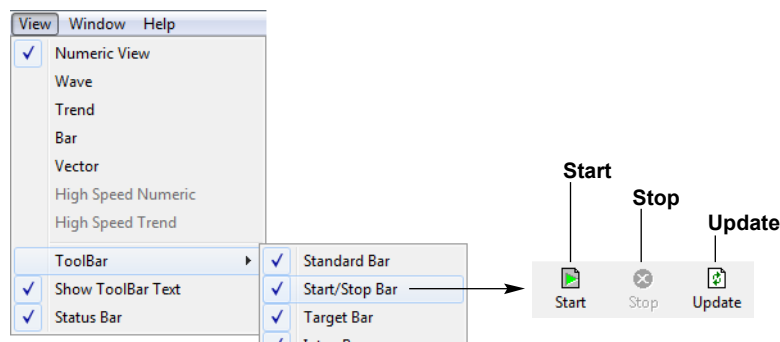 View Window Help
Numeric View
Wave
Trend
Bar
Vector
High Speed Numeric
High Speed Trend
ToolBar
Show ToolBar Text
Status Bar
Standard Bar
Start/Stop Bar
Target Bar
Start
Stop
Update
Start Stop Update